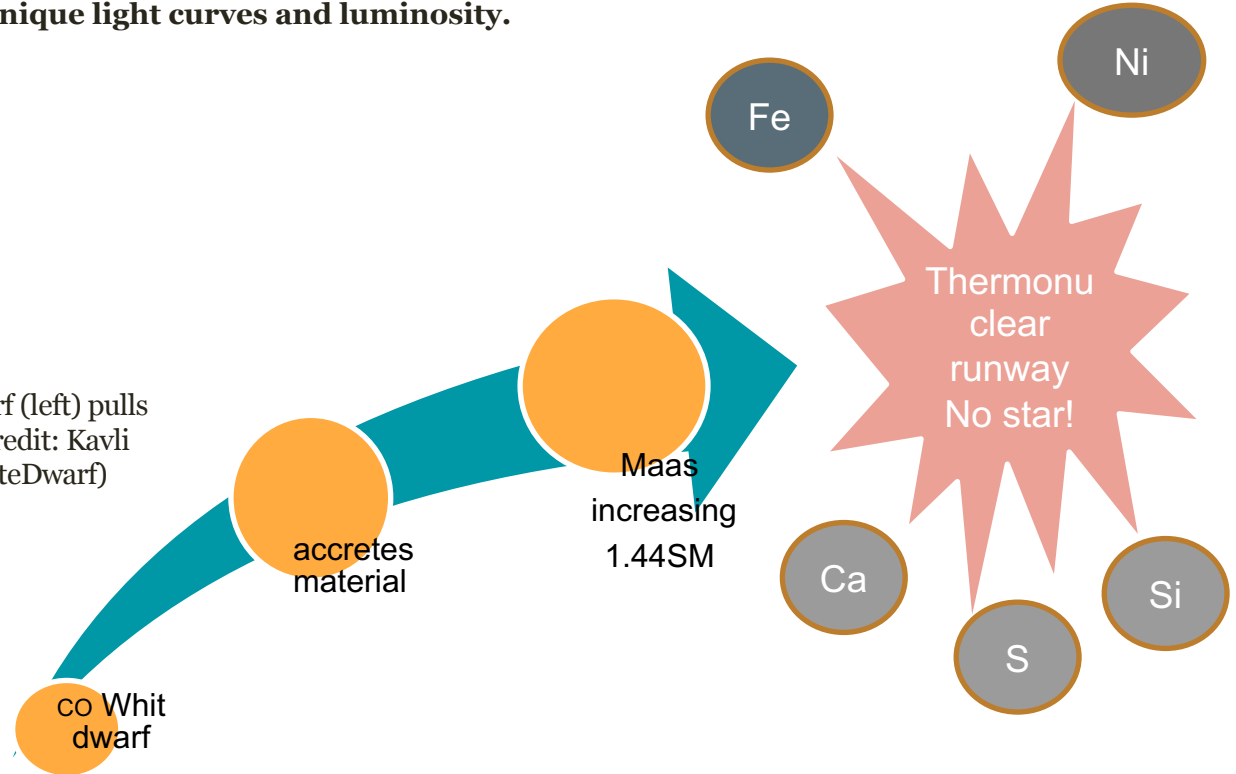 nique light curves and luminosity.
Ni
Fe
Thermonu
clear
runway
No star!
rf (left) pulls
redit: Kavli
teDwarf)
Maas
increasing
1.44SM
accretes
material
Ca
Si
S
CO Whit
dwarf